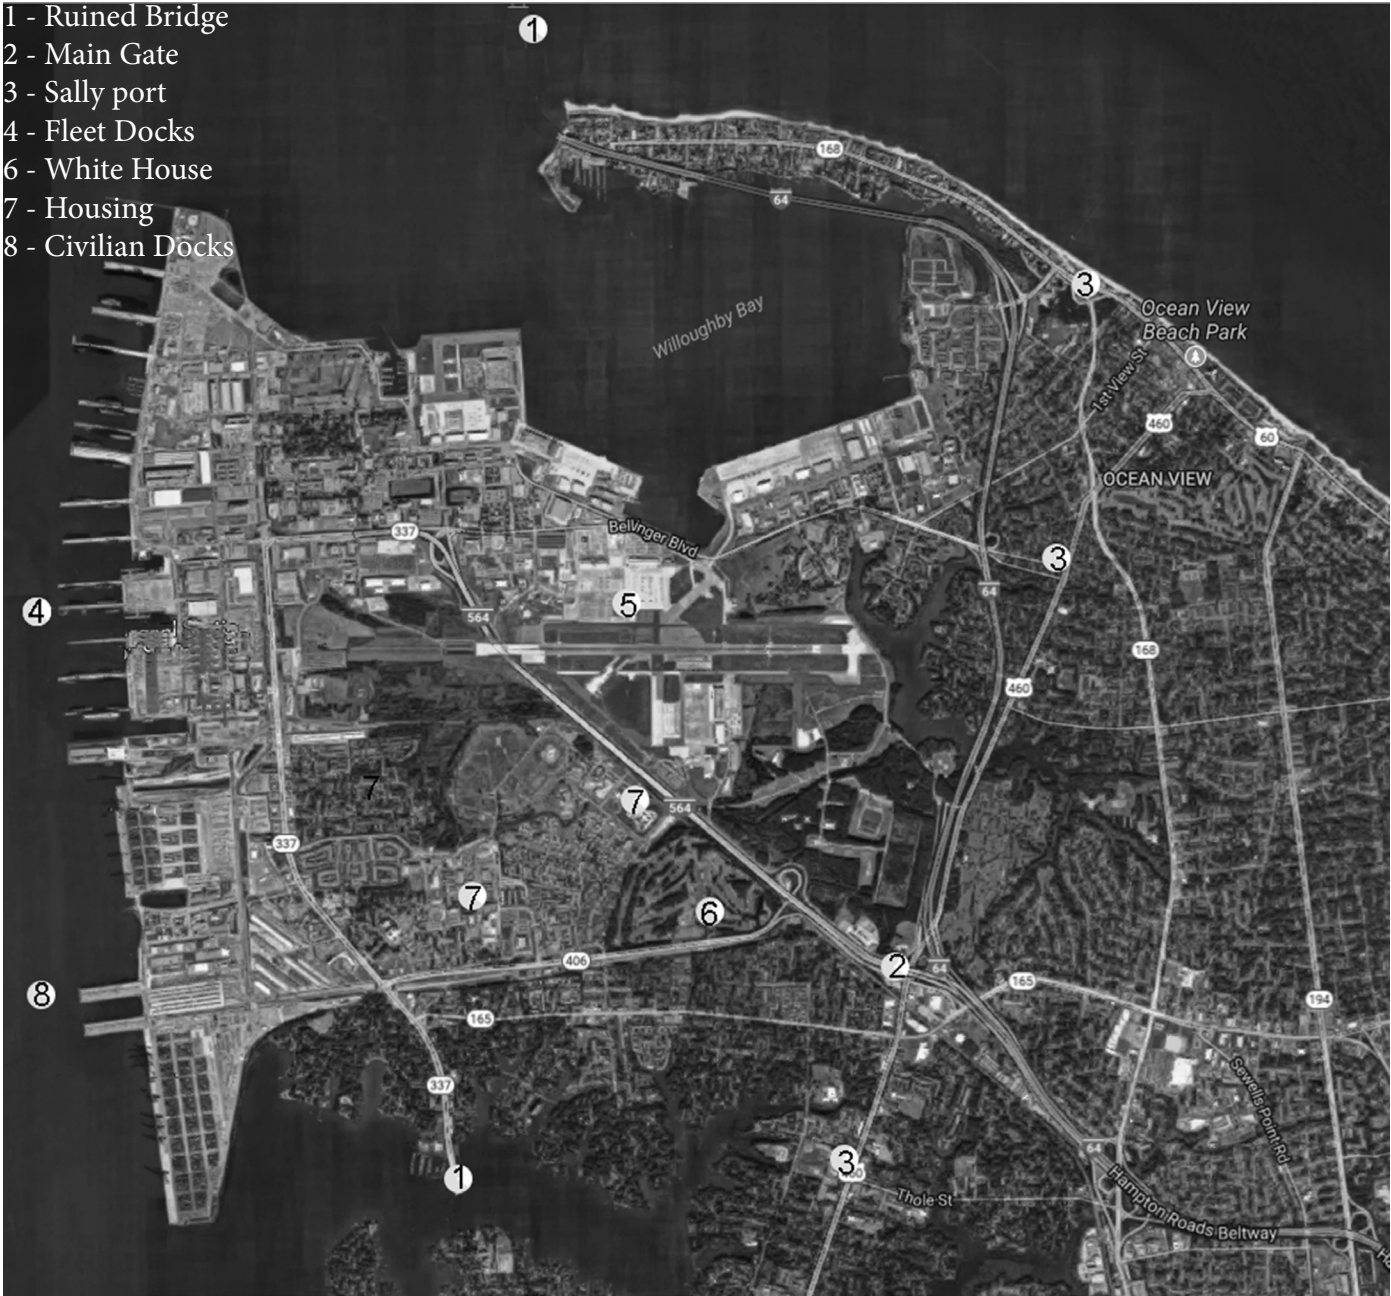 1 - Ruined Bridge
2 - Main Gate
3 - Sally port
4 - Fleet Docks
6 - White House
7 - Housing
8 - Civilian Docks
1
168
64
3
Ocean View
Beach Park
Willoughby Bay
1st View St
460
60
OCEAN VIEW
337
Bellinger Blvd
3
64
4
5
564
168
460
7
7
564
337
7
6
406
2
64
165
8
165
194
337
Sewells Point Rd
64
3
1
Thole St
Hampton Roads Beltway